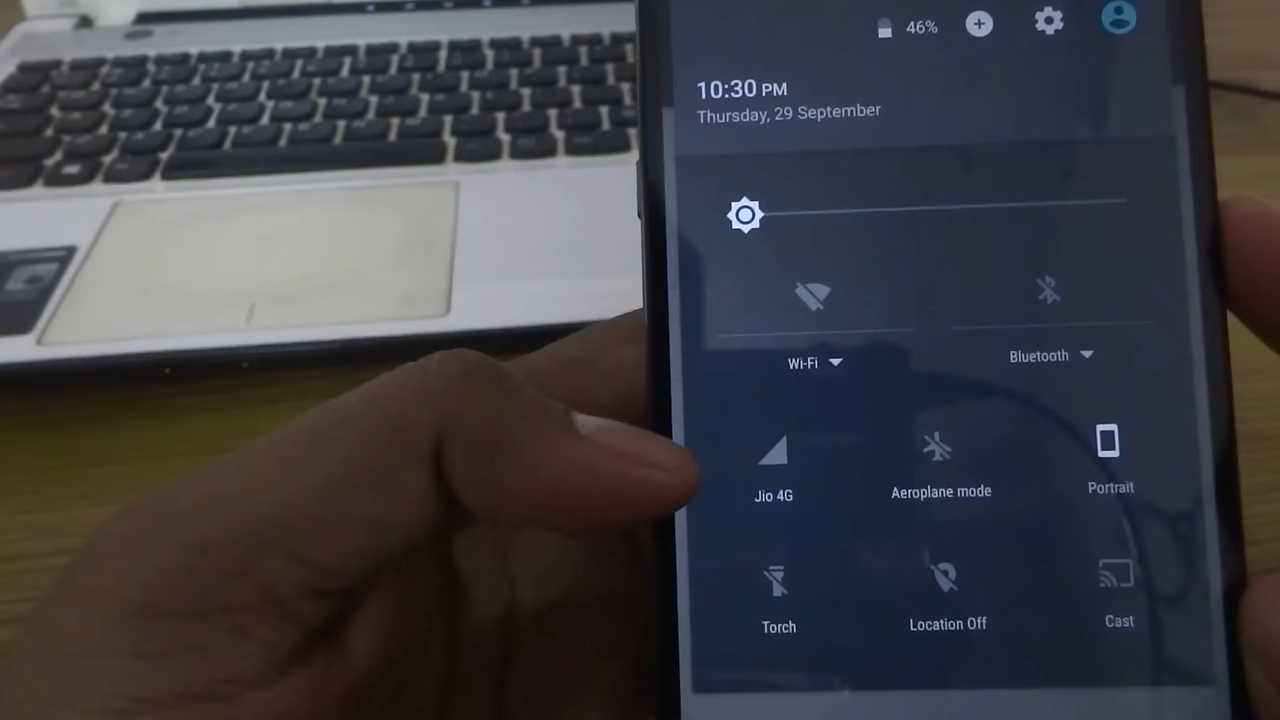 46%
10:30 PM
Thursday, 29 September
Wi-Fi
Bluetooth
Jio 4G
Aeroplane mode
Portrait
Torch
Location Off
Cast